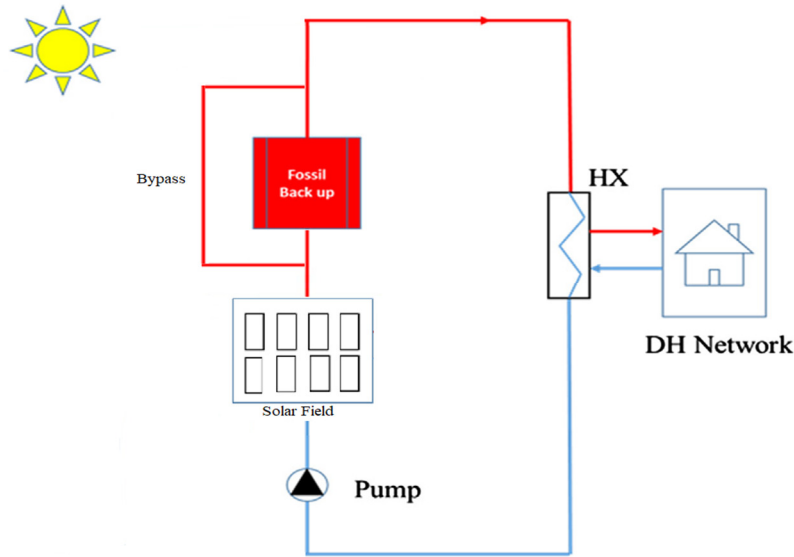 Fossil
Back up
Bypass
HX
DH Network
Solar Field
Pump